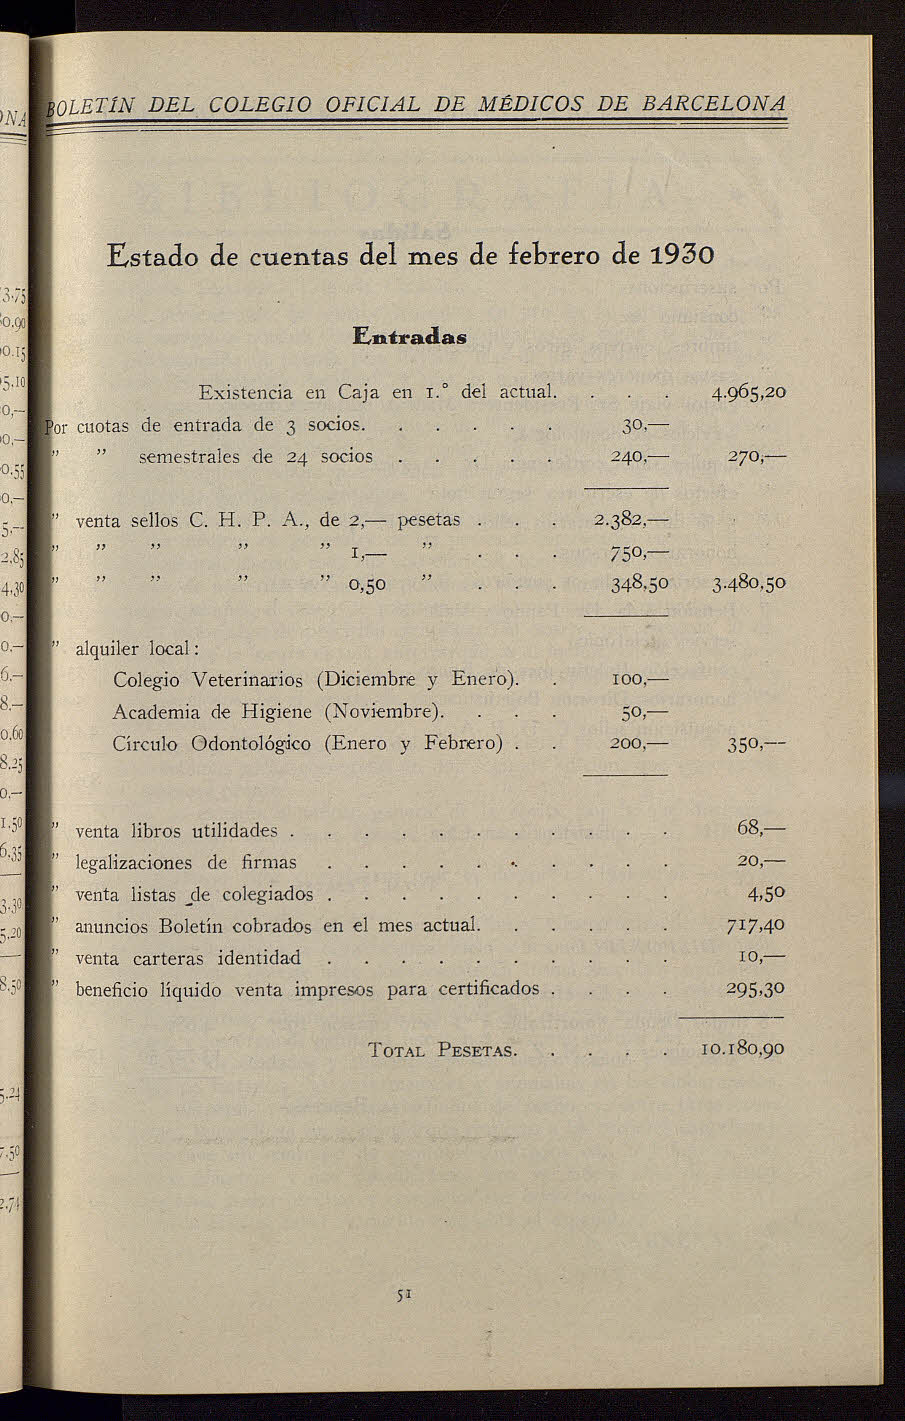 BOLETÍN DEL COLEGIO OFICIAL DE MÉDICOS DE BARCELONA
Estado de cuentas del mes de febrero de 1930
Entradas
Existencia en Caja en 1.° del actual. . . . 4.965,20
Por cuotas de entrada de 3 socios. . . . . . 30,—
” ” semestrales de 24 socios . . . . . 240,— 270,—
” venta sellos C. H. P. A., de 2,— pesetas . . . 2.382,—
” ” ” ” ” 1,— ” . . . 750,—
” ” ” ” ” 0,50 ” . . . 348,50 3.480,50
” alquiler local :
Colegio Veterinarios (Diciembre y Enero). . 100,—
Academia de Higiene (Noviembre). . . . 50,—
Círculo Odontológico (Enero y Febrero) . . 200,— 350,—
” venta libros utilidades . . . . . . . . . . . 68,—
” legalizaciones de firmas . . . . . . . . . . 20,—
” venta listas de colegiados . . . . . . . . . . 4,50
” anuncios Boletín cobrados en el mes actual. . . . . . 717,40
” venta carteras identidad . . . . . . . . . . 10,—
” beneficio líquido venta impresos para certificados . . . . 295,30
TOTAL PESETAS. . . . . 10.180,90
51